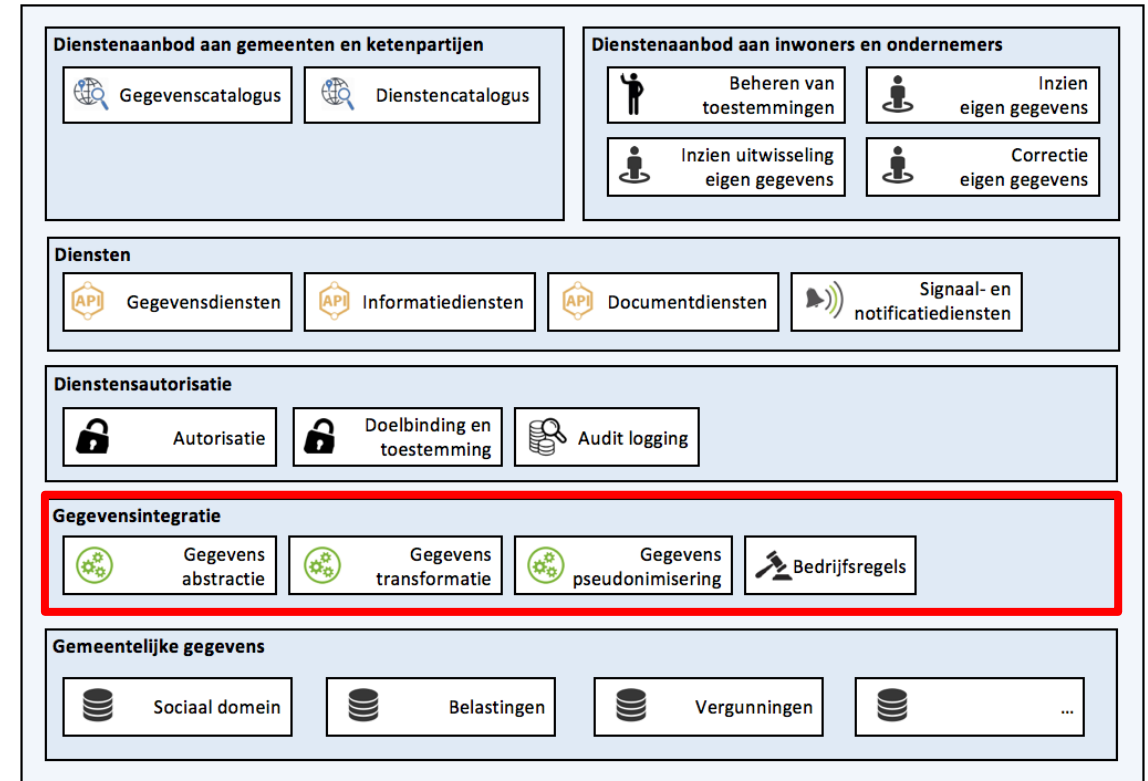 Dienstenaanbod aan gemeenten en ketenpartijen
Gegevenscatalogus
Dienstencatalogus
Dienstenaanbod aan inwoners en ondernemers
Beheren van
toestemmingen
Inzien
eigen gegevens
Inzien uitwisseling
eigen gegevens
Correctie
eigen gegevens
Diensten
API
Gegevensdiensten
API
Informatiediensten
API
Documentdiensten
Signaal- en
notificatiediensten
Dienstensautorisatie
Autorisatie
Doelbinding en
toestemming
Audit logging
Gegevensintegratie
Gegevens
abstractie
Gegevens
transformatie
Gegevens
pseudonimisering
Bedrijfsregels
Gemeentelijke gegevens
Sociaal domein
Belastingen
Vergunningen
...